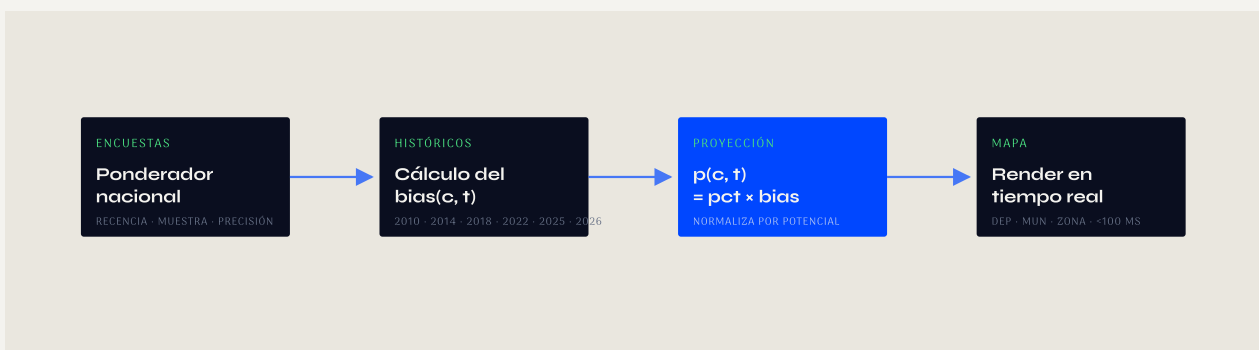 ENCUESTAS
Ponderador
nacional
RECENCIA · MUESTRA · PRECISIÓN
HISTÓRICOS
Cálculo del
bias(c, t)
2010 · 2014 · 2018 · 2022 · 2025 · 2026
PROYECCIÓN
p(c, t)
= pct × bias
NORMALIZA POR POTENCIAL
MAPA
Render en
tiempo real
DEP · MUN · ZONA · <100 MS